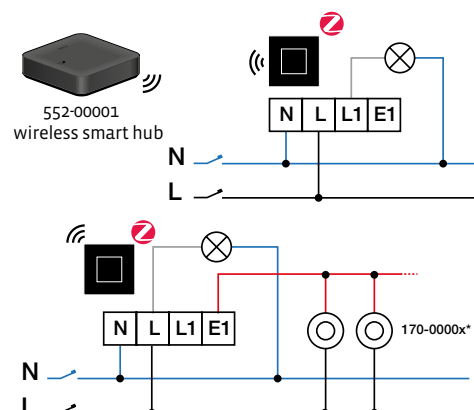 552-00001
wireless smart hub
N L L1 E1
N
L
N L L1 E1
170-0000x*
N
L